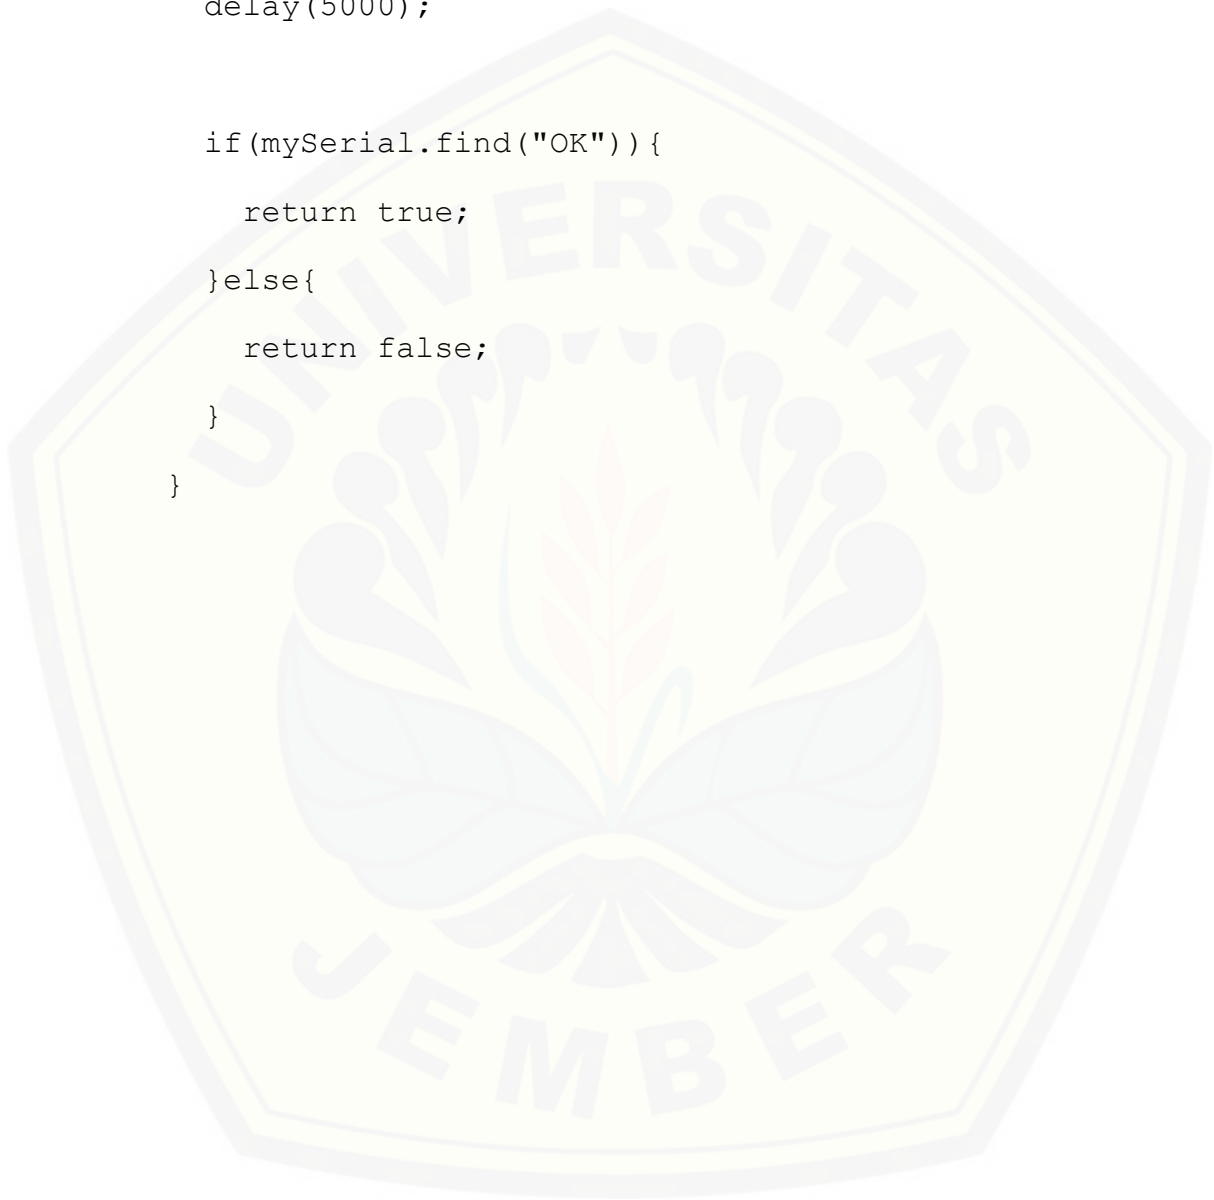 delay(5000);
if(mySerial.find("OK")){
return true;
}else{
return false;
}
}
UNIVERSITAS
JEMBER